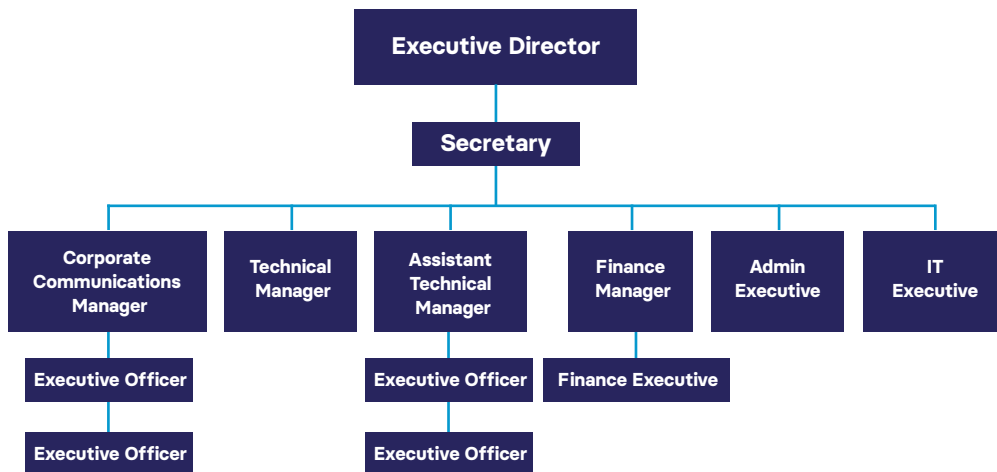 Executive Director
Secretary
Corporate
Communications
Manager
Technical
Manager
Assistant
Technical
Manager
Finance
Manager
Admin
Executive
IT
Executive
Executive Officer
Executive Officer
Finance Executive
Executive Officer
Executive Officer